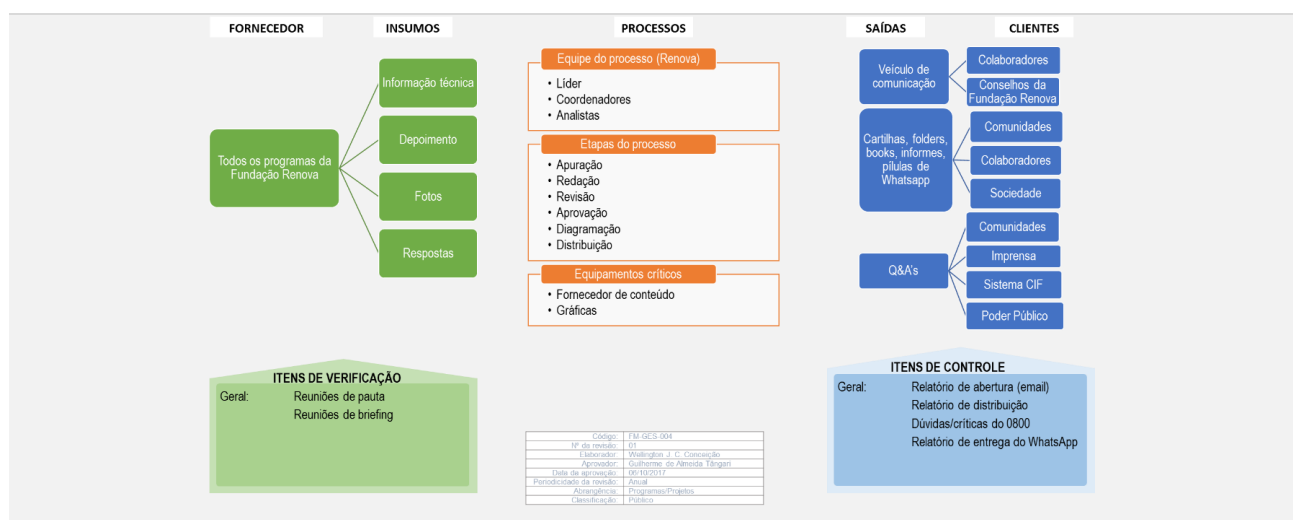 FORNECEDOR
INSUMOS
PROCESSOS
SAÍDAS
CLIENTES
Todos os programas da
Fundação Renova
Informação técnica
Depoimento
Fotos
Respostas
Equipe do processo (Renova)
• Líder
• Coordenadores
• Analistas
Etapas do processo
• Apuração
• Redação
• Revisão
• Aprovação
• Diagramação
• Distribuição
Equipamentos críticos
• Fornecedor de conteúdo
• Gráficas
Veículo de
comunicação
Colaboradores
Conselhos da
Fundação Renova
Cartilhas, folders,
books, informes,
pílulas de
Whatsapp
Comunidades
Colaboradores
Sociedade
Q&A's
Comunidades
Imprensa
Sistema CIF
Poder Público
ITENS DE VERIFICAÇÃO
Geral: Reuniões de pauta
Reuniões de briefing
ITENS DE CONTROLE
Geral: Relatório de abertura (email)
Relatório de distribuição
Dúvidas/críticas do 0800
Relatório de entrega do WhatsApp
Código: FM-GCS-004
Nº da revisão: 01
Elaborador: Wellington J. C. Conceição
Aprovador: Guilherme de Almeida Tângari
Data da aprovação: 06/10/2017
Periodicidade da revisão: Anual
Abrangência: Programas/Projetos
Classificação: Público